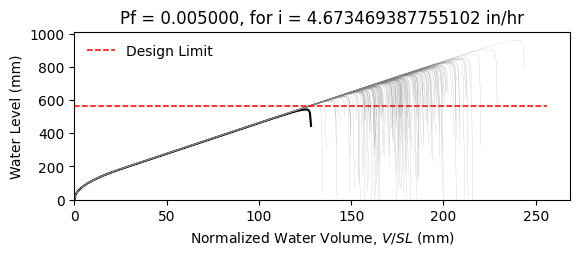 Pf = 0.005000, for i = 4.673469387755102 in/hr
1000
800
600
400
200
0
Water Level (mm)
Design Limit
0 50 100 150 200 250
Normalized Water Volume, V/SL (mm)